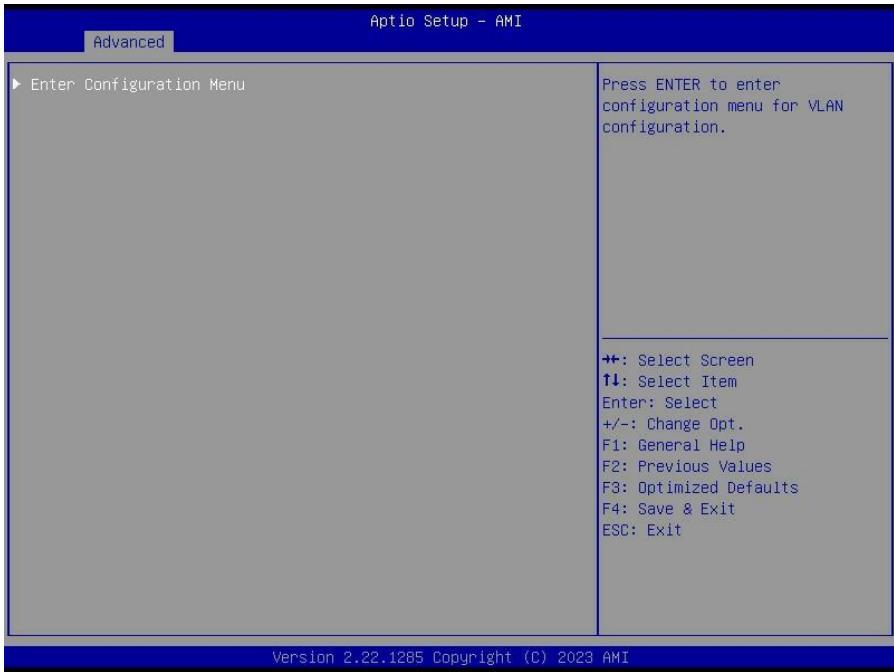 Aptio Setup – AMI
Advanced
▶ Enter Configuration Menu
Press ENTER to enter
configuration menu for VLAN
configuration.
→←: Select Screen
↑↓: Select Item
Enter: Select
+/-: Change Opt.
F1: General Help
F2: Previous Values
F3: Optimized Defaults
F4: Save & Exit
ESC: Exit
Version 2.22.1285 Copyright (C) 2023 AMI